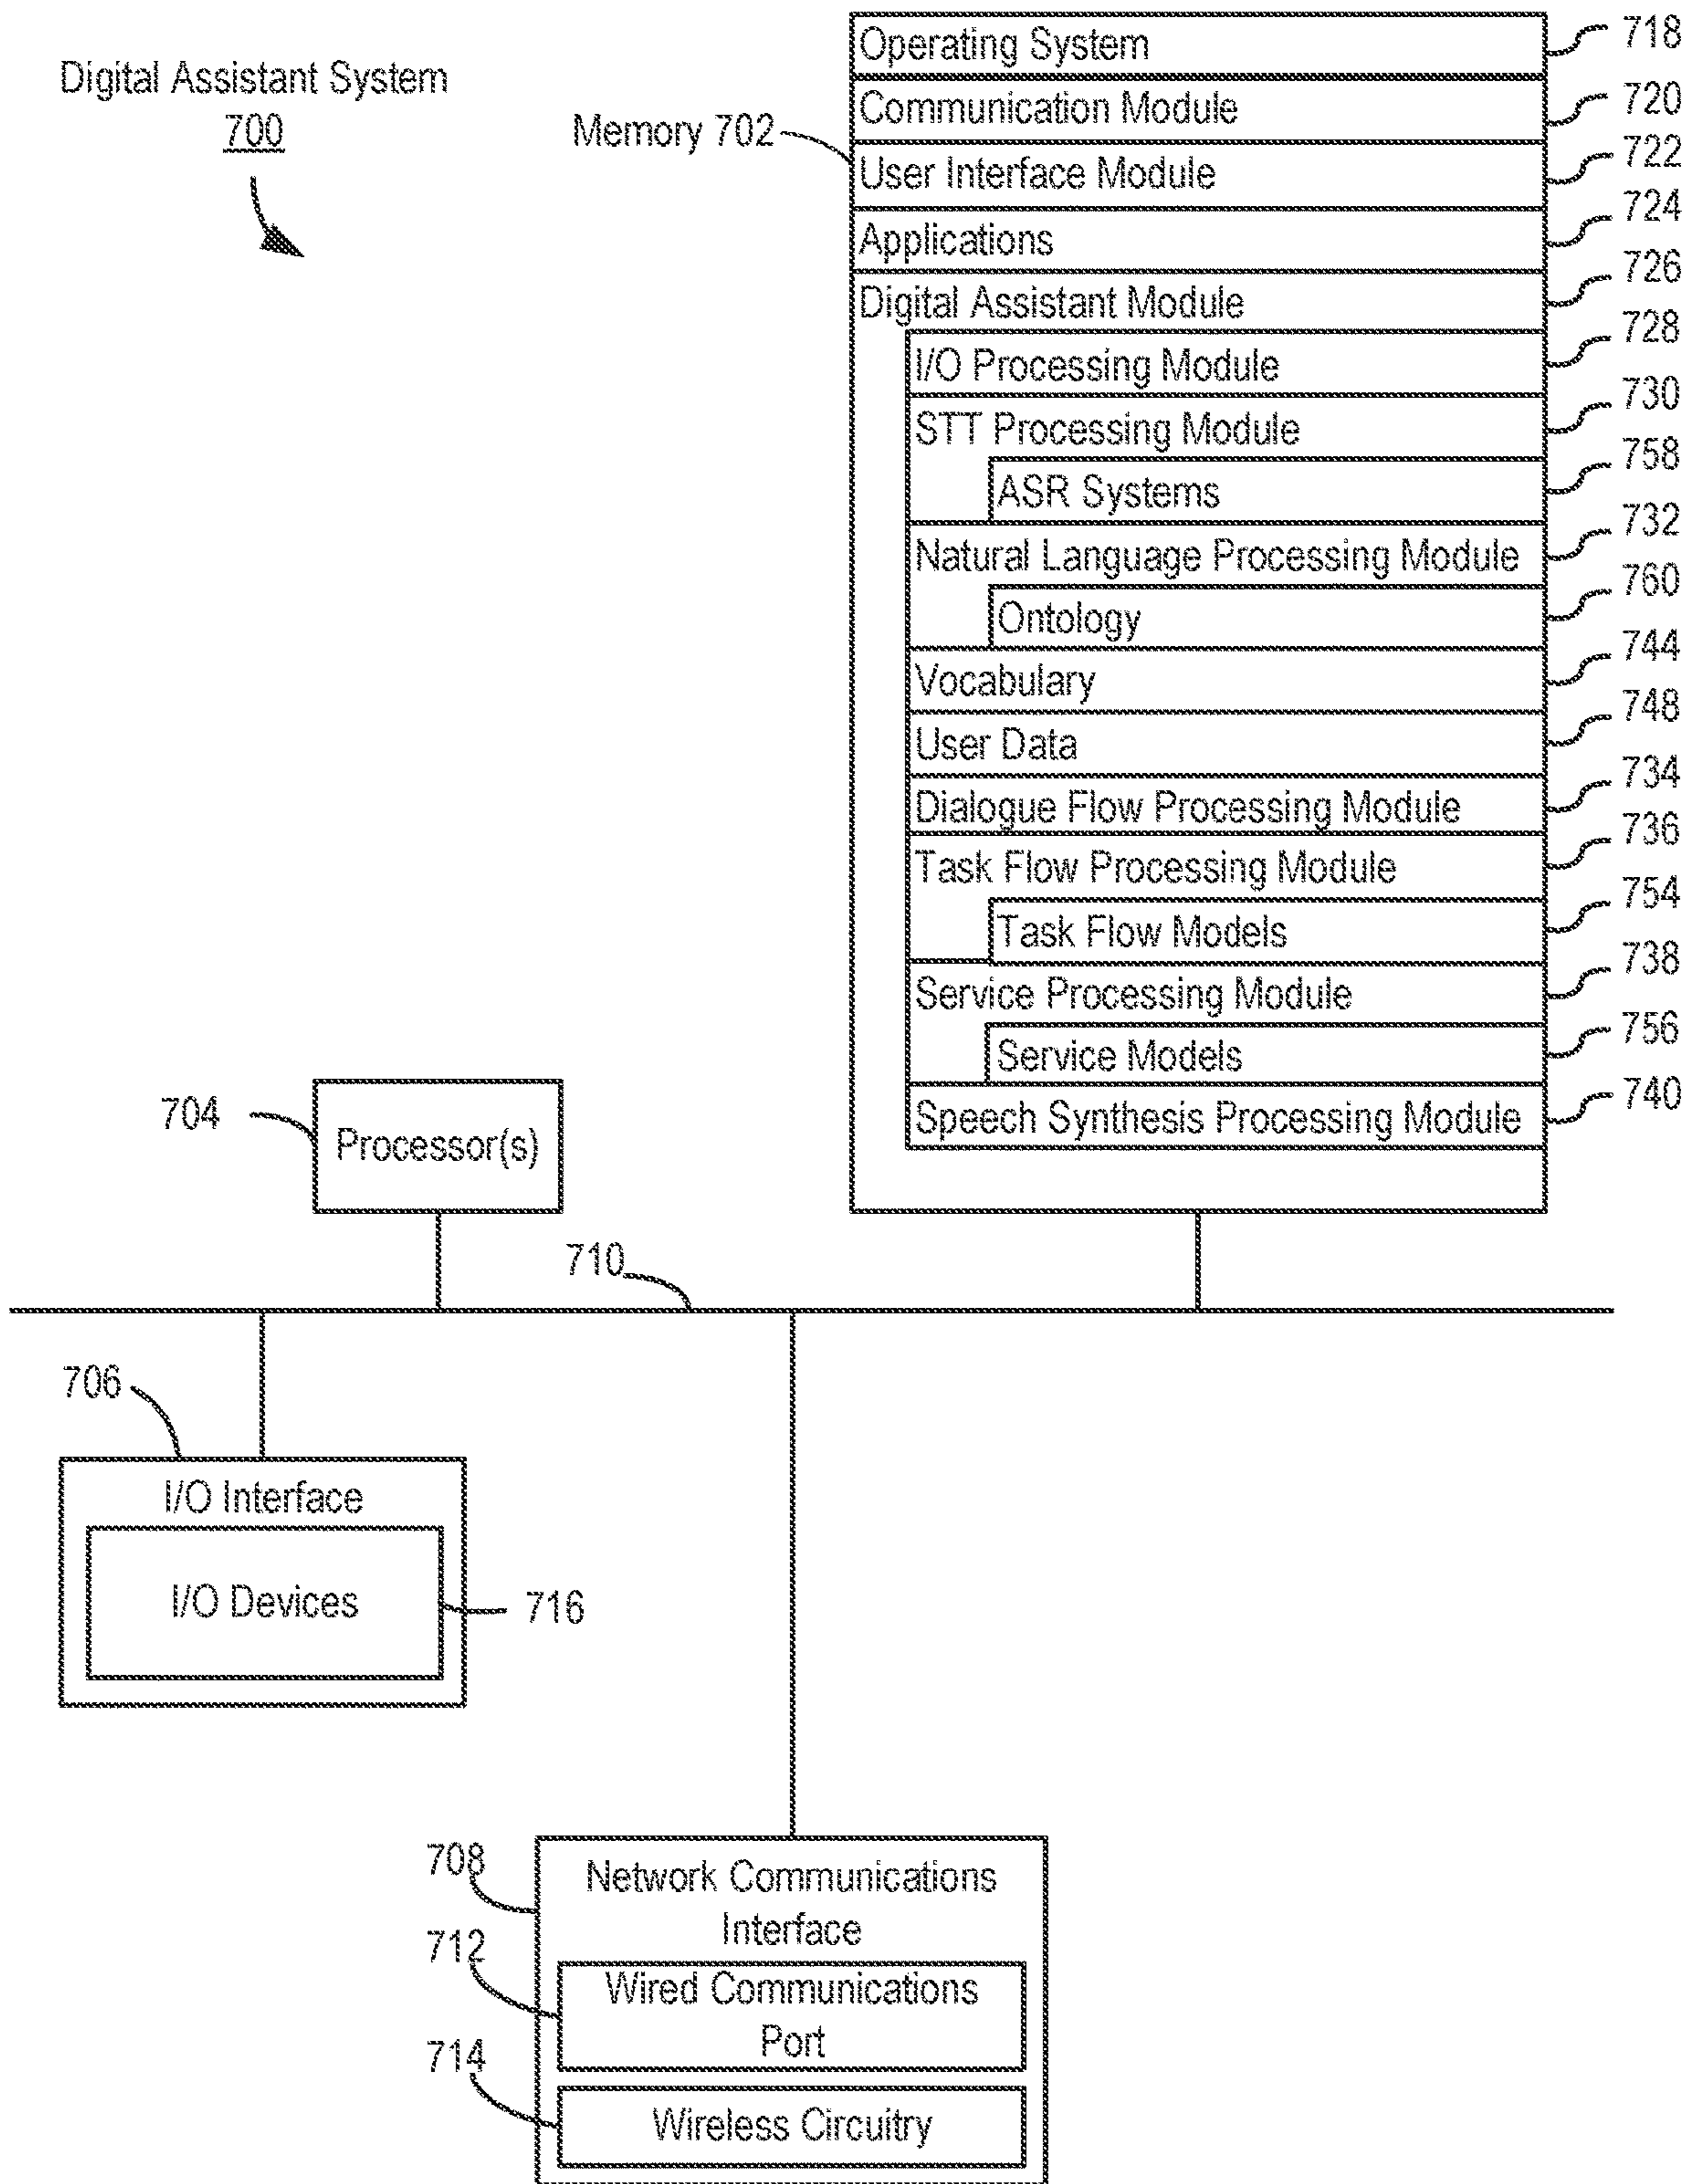 Digital Assistant System
700
Memory 702
Operating System 718
Communication Module 720
User Interface Module 722
Applications 724
Digital Assistant Module 726
I/O Processing Module 728
STT Processing Module 730
ASR Systems 758
Natural Language Processing Module 732
Ontology 760
Vocabulary 744
User Data 748
Dialogue Flow Processing Module 734
Task Flow Processing Module 736
Task Flow Models 754
Service Processing Module 738
Service Models 756
Speech Synthesis Processing Module 740
704
Processor(s)
710
706
I/O Interface
I/O Devices
716
708
Network Communications
Interface
712
Wired Communications
Port
714
Wireless Circuitry